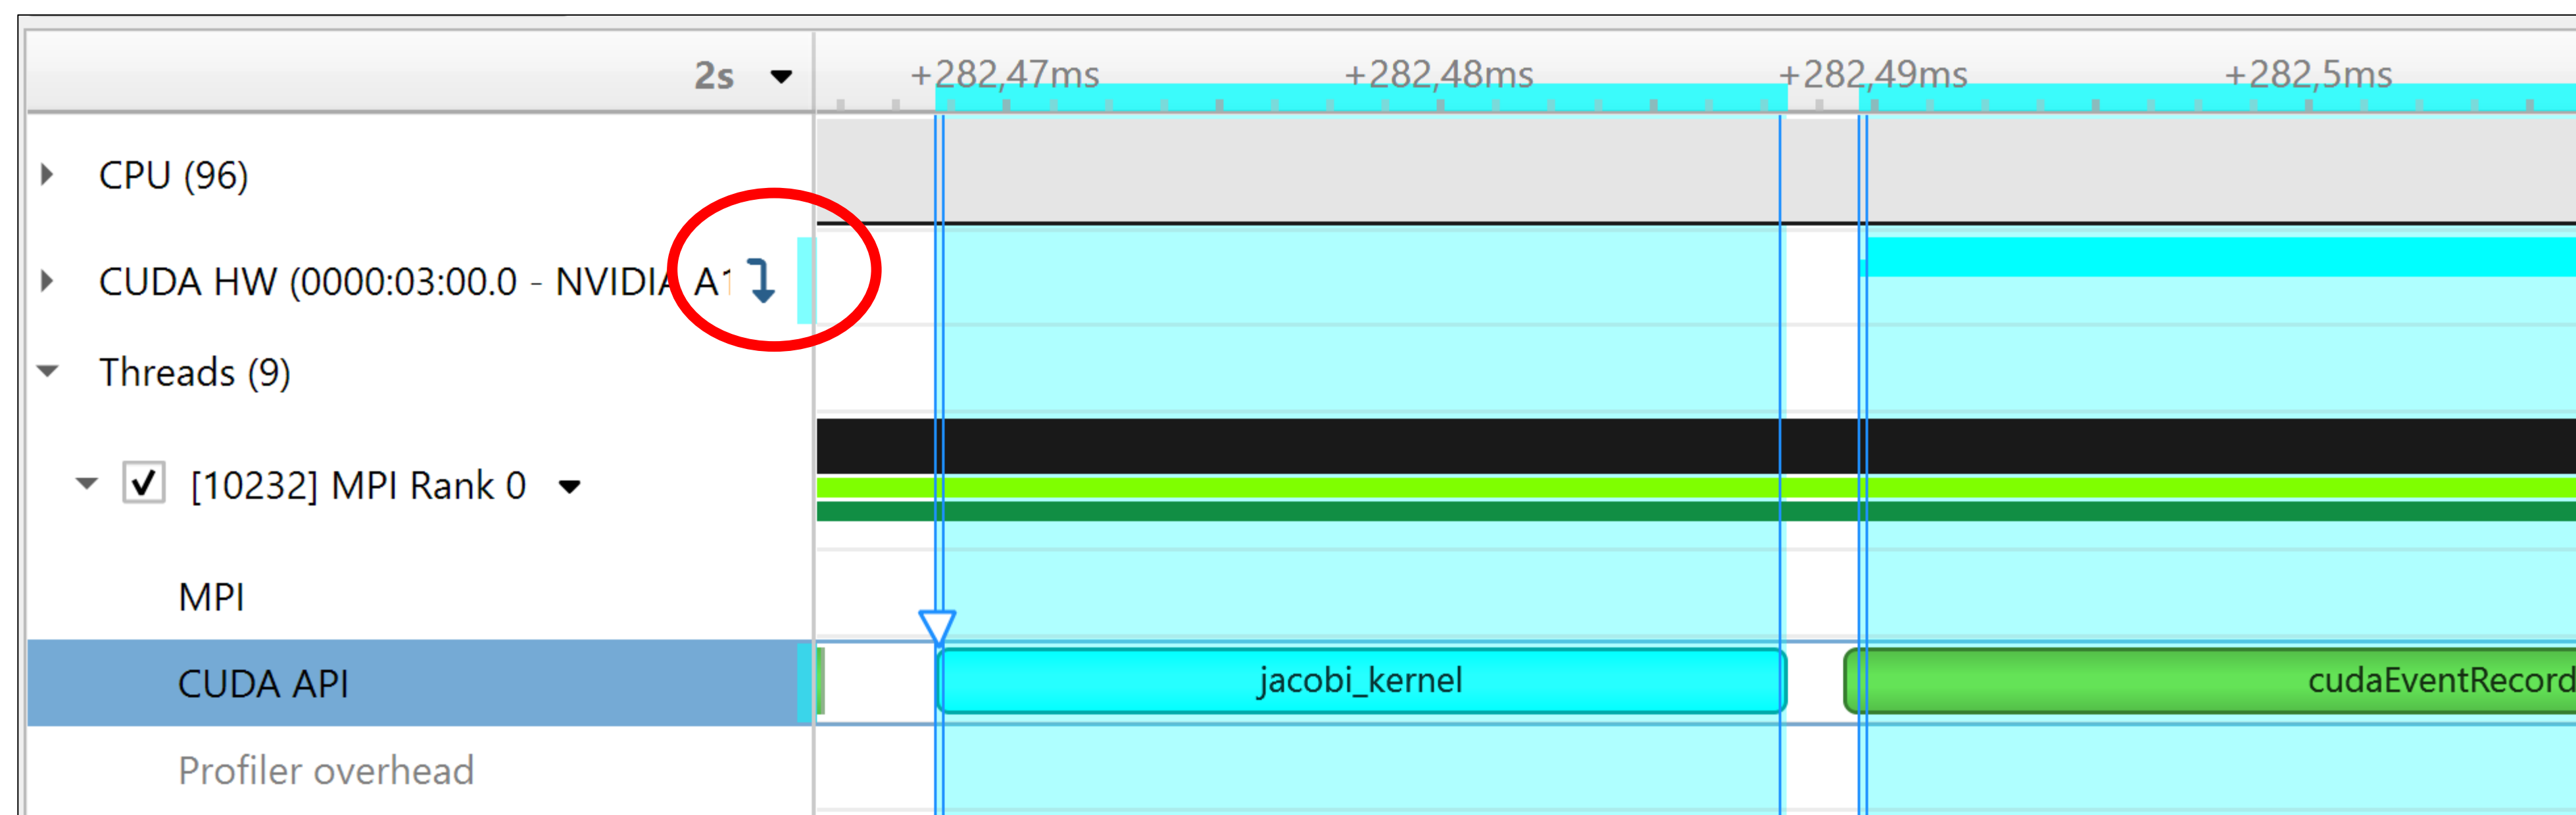 2s
+282,47ms
+282,48ms
+282,49ms
+282,5ms
CPU (96)
CUDA HW (0000:03:00.0 - NVIDIA A1
Threads (9)
[10232] MPI Rank 0
MPI
CUDA API
jacobi_kernel
cudaEventRecord
Profiler overhead